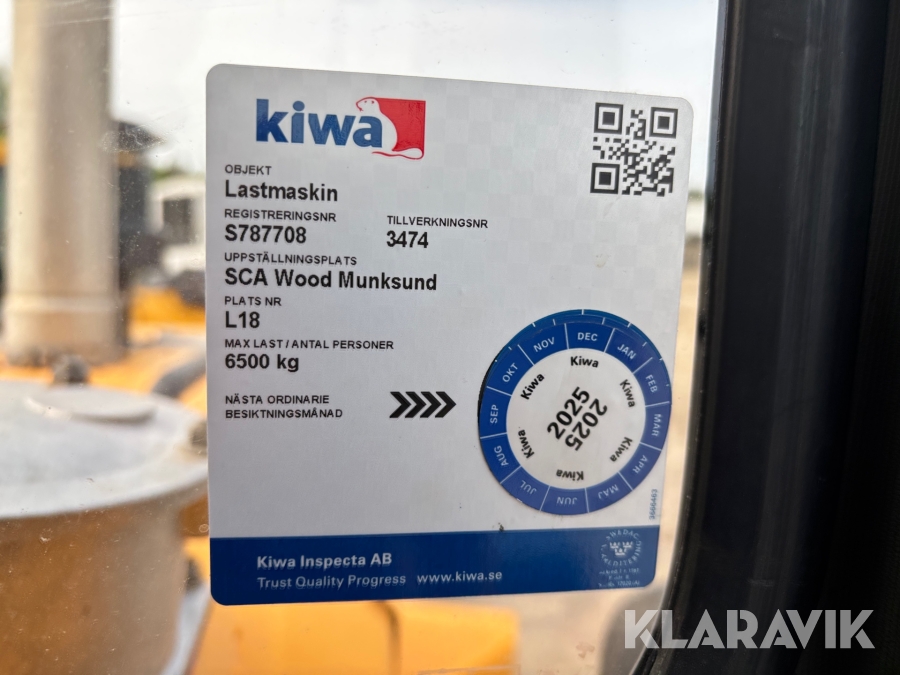 kiwa
OBJEKT
Lastmaskin
REGISTRERINGSNR
S787708
TILLVERKNINGSNR
3474
UPPSTÄLLNINGSPLATS
SCA Wood Munksund
PLATS NR
L18
MAX LAST / ANTAL PERSONER
6500 kg
NÄSTA ORDINARIE
BESIKTNINGSMÅNAD
DEC
JAN
FEB
MAR
APR
MAJ
JUN
JUL
AUG
SEP
OKT
NOV
Kiwa
Kiwa
Kiwa
Kiwa
Kiwa
Kiwa
2025
2025
3666463
Kiwa Inspecta AB
Trust Quality Progress www.kiwa.se
KLARAVIK